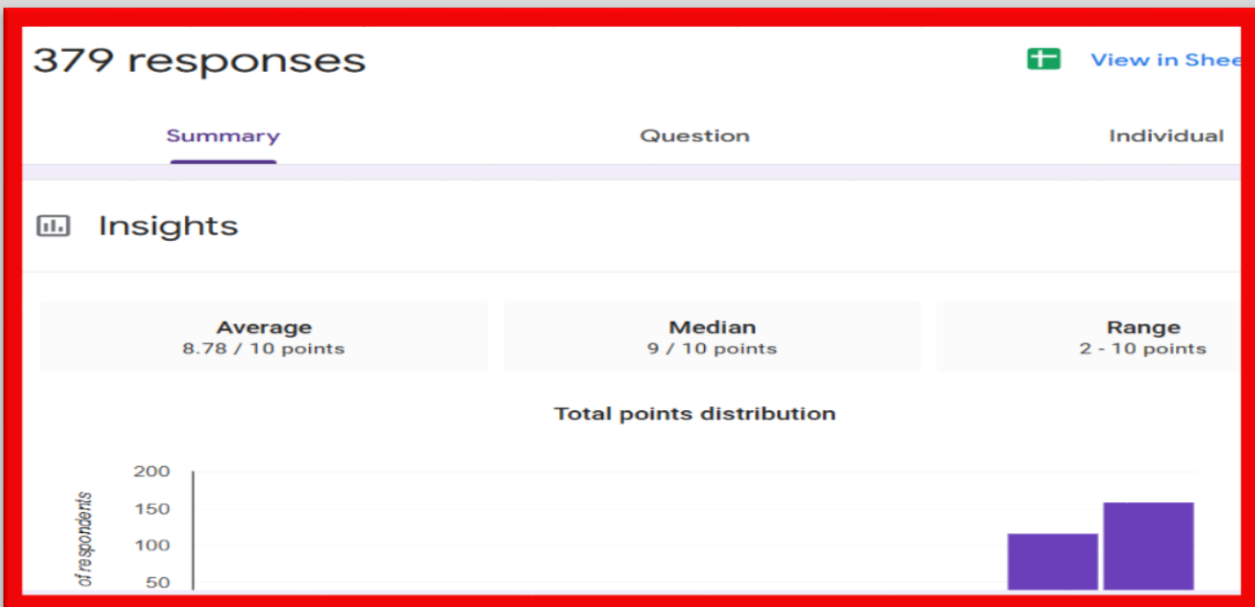 379 responses
View in Shee
Summary Question Individual
Insights
Average Median Range
8.78 / 10 points 9 / 10 points 2 - 10 points
Total points distribution
200
150
100
50
of respondents